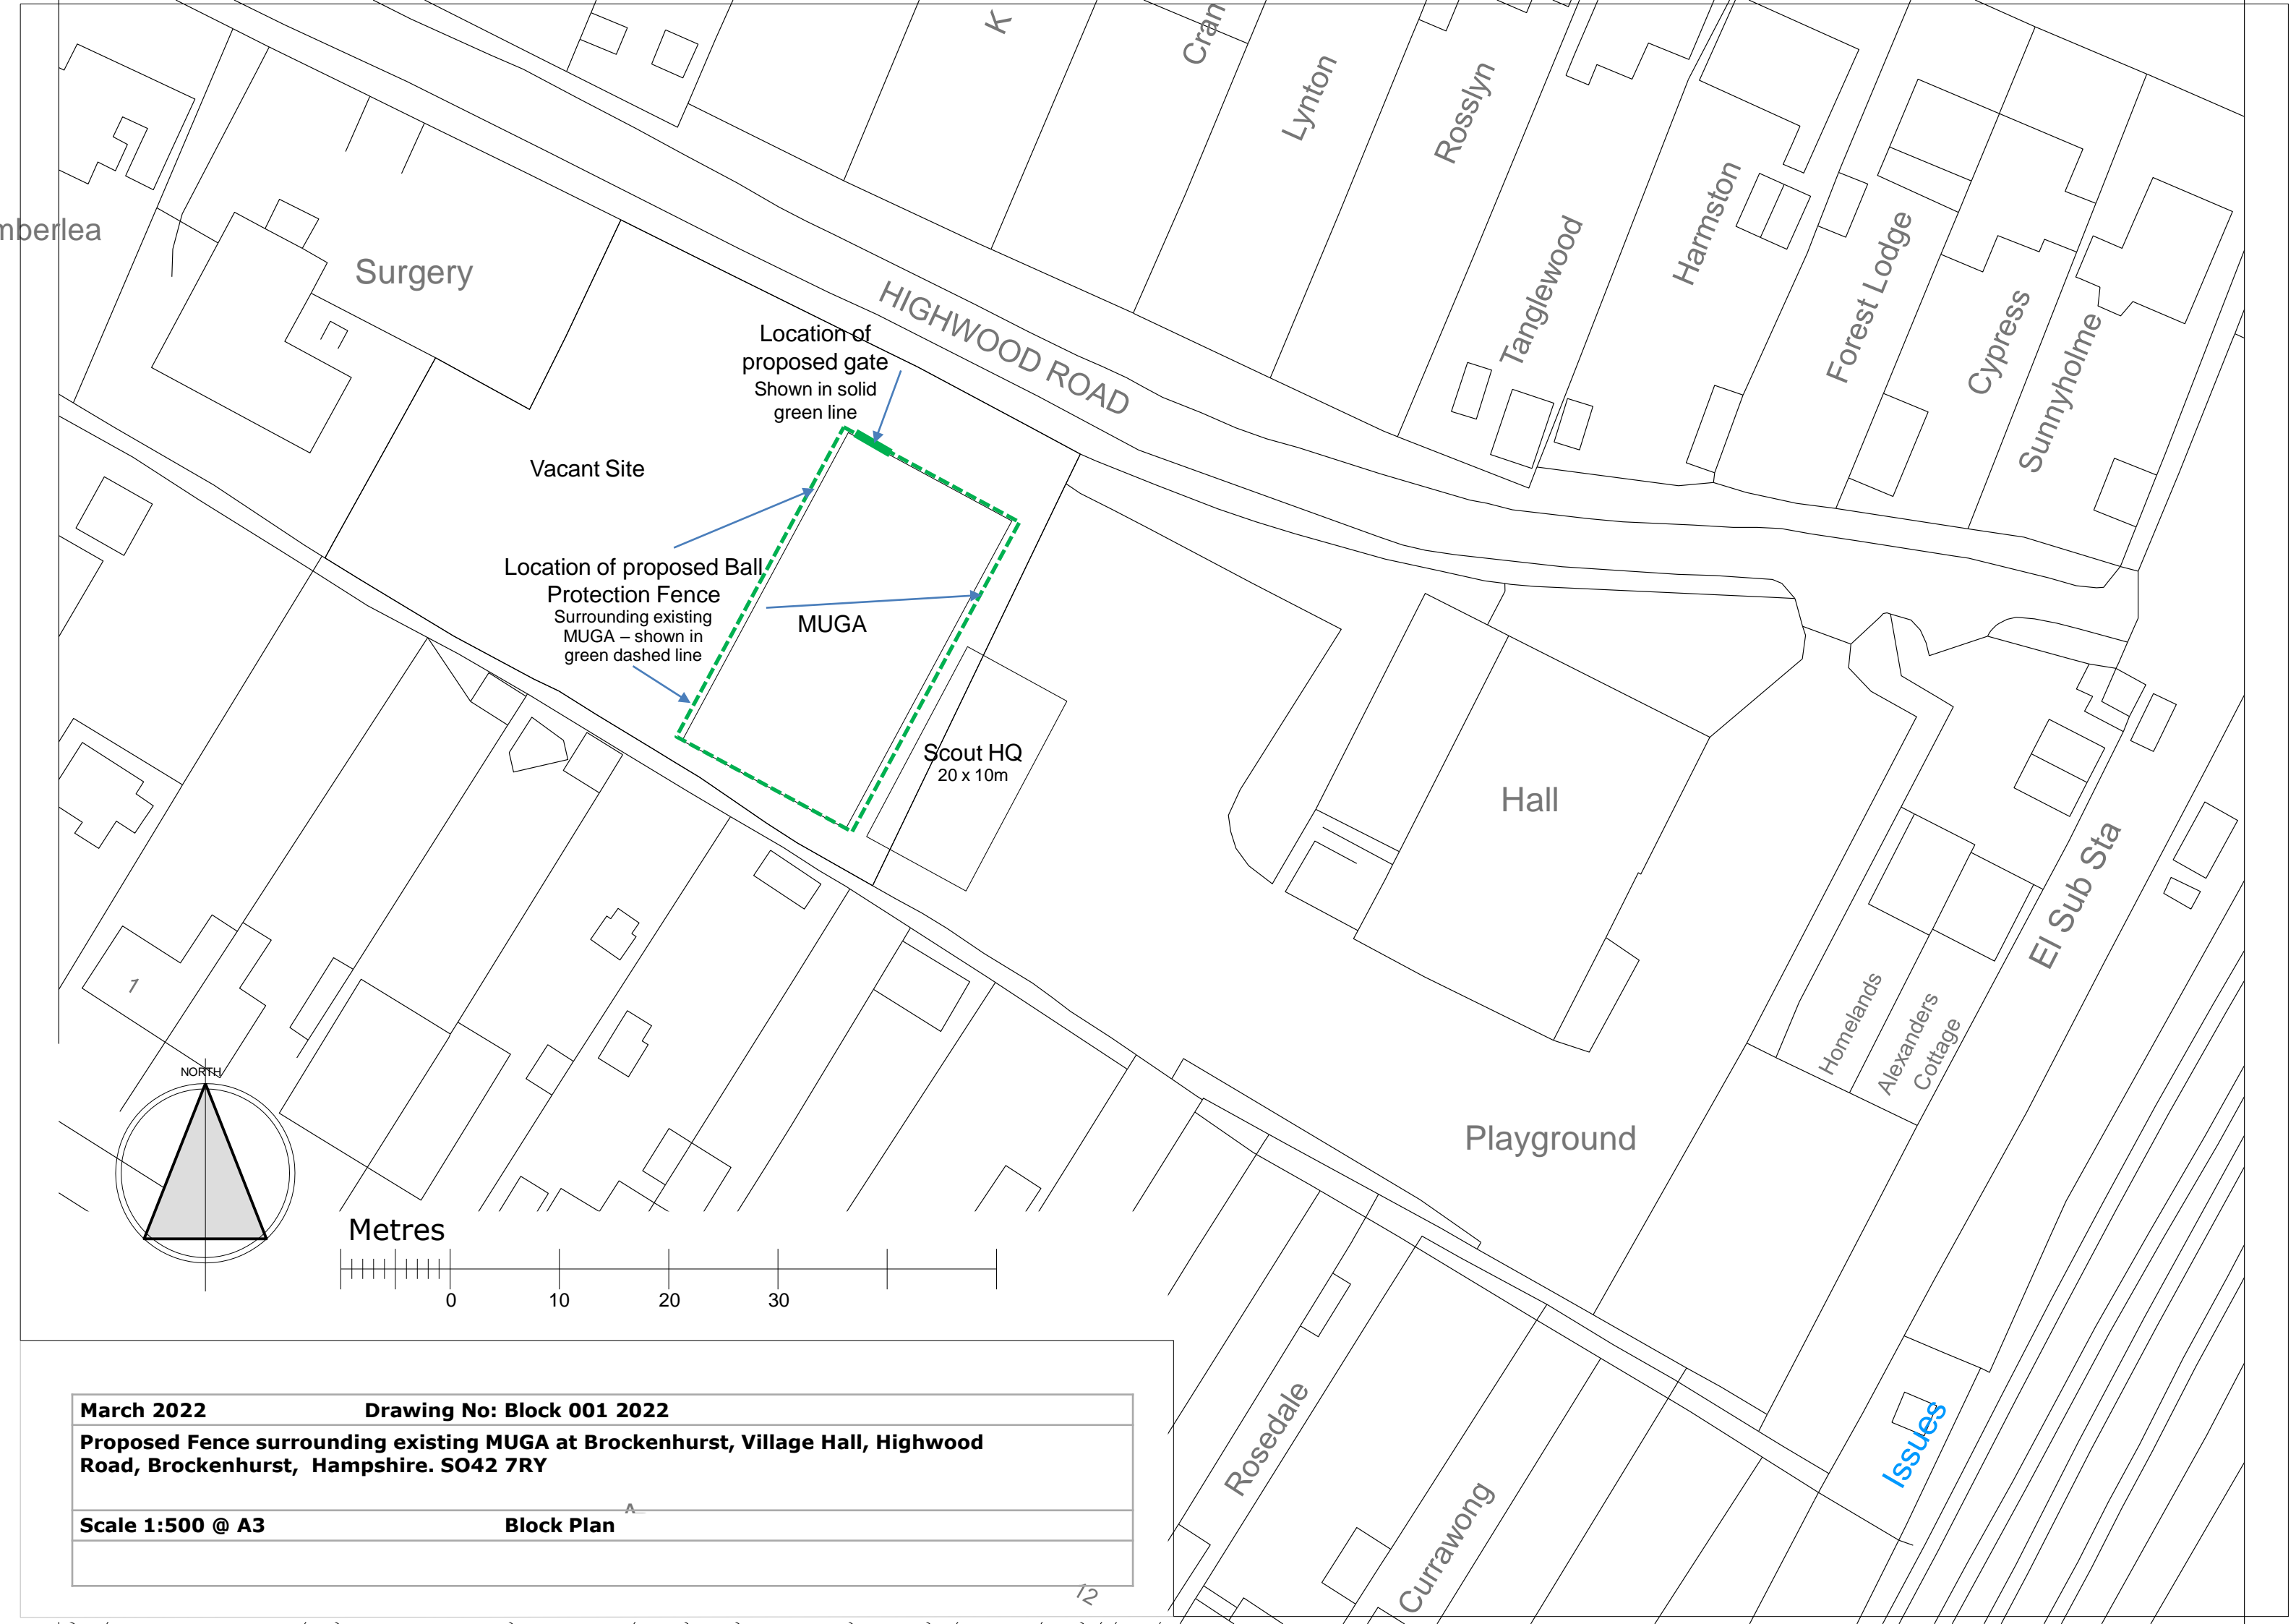 K
Cran
Lynton
Rosslyn
Tanglewood
Harmston
Forest Lodge
Cypress
Sunnyholme
mberlea
Surgery
HIGHWOOD ROAD
Location of
proposed gate
Shown in solid
green line
Vacant Site
Location of proposed Ball
Protection Fence
Surrounding existing
MUGA – shown in
green dashed line
MUGA
Scout HQ
20 x 10m
Hall
El Sub Sta
Homelands
Alexanders
Cottage
Playground
1
NORTH
Metres
0 10 20 30
Rosedale
Currawong
Issues
March 2022 Drawing No: Block 001 2022
Proposed Fence surrounding existing MUGA at Brockenhurst, Village Hall, Highwood
Road, Brockenhurst, Hampshire. SO42 7RY
Scale 1:500 @ A3 Block Plan
12